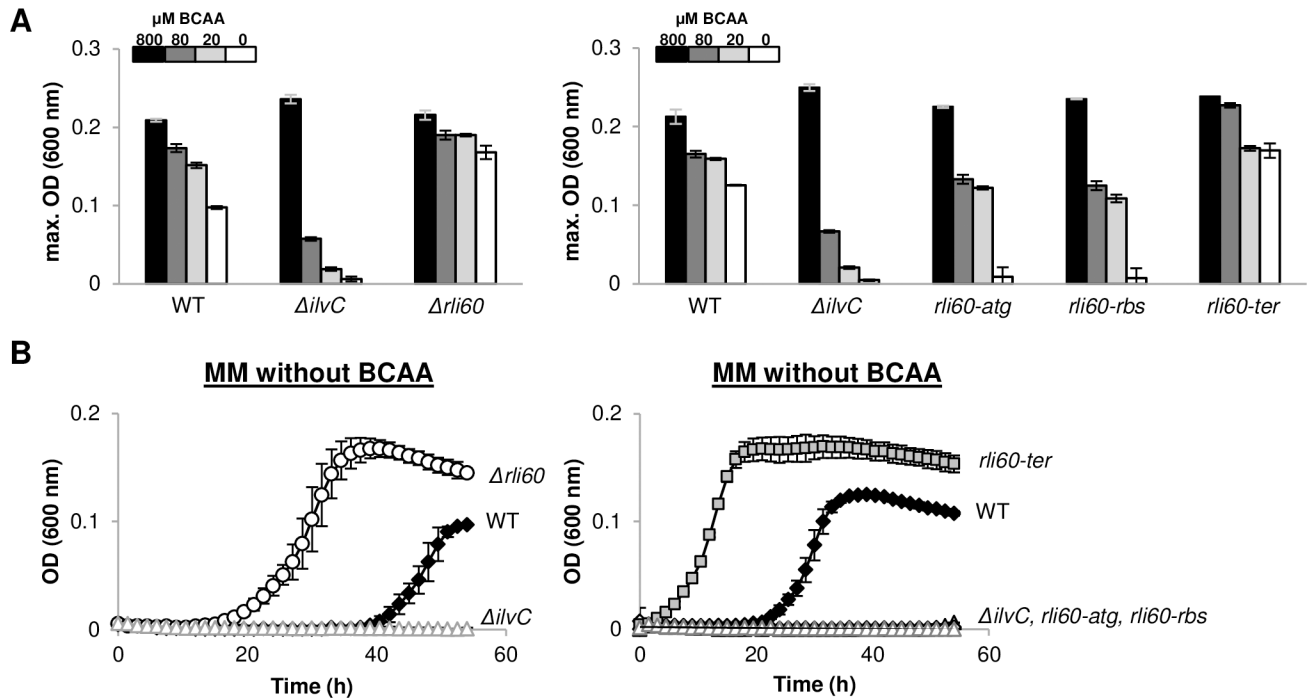 A
µM BCAA
800 80 20 0
max. OD (600 nm)
0.3
0.2
0.1
0
WT ΔilvC Δrli60
µM BCAA
800 80 20 0
max. OD (600 nm)
0.3
0.2
0.1
0
WT ΔilvC rli60-atg rli60-rbs rli60-ter
B
MM without BCAA
OD (600 nm)
0.2
0.1
0
Δrli60
WT
ΔilvC
0 20 40 60
Time (h)
MM without BCAA
OD (600 nm)
0.2
0.1
0
rli60-ter
WT
ΔilvC, rli60-atg, rli60-rbs
0 20 40 60
Time (h)